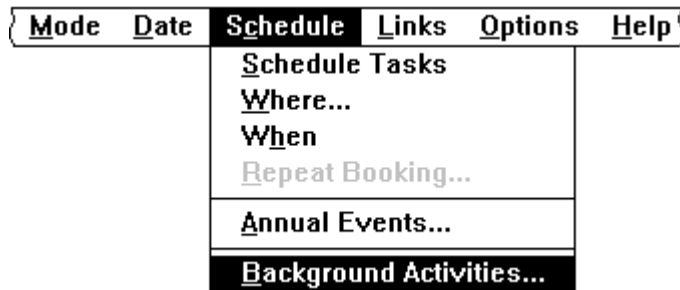 Mode Date Schedule Links Options Help
Schedule Tasks
Where...
When
Repeat Booking...
Annual Events...
Background Activities...